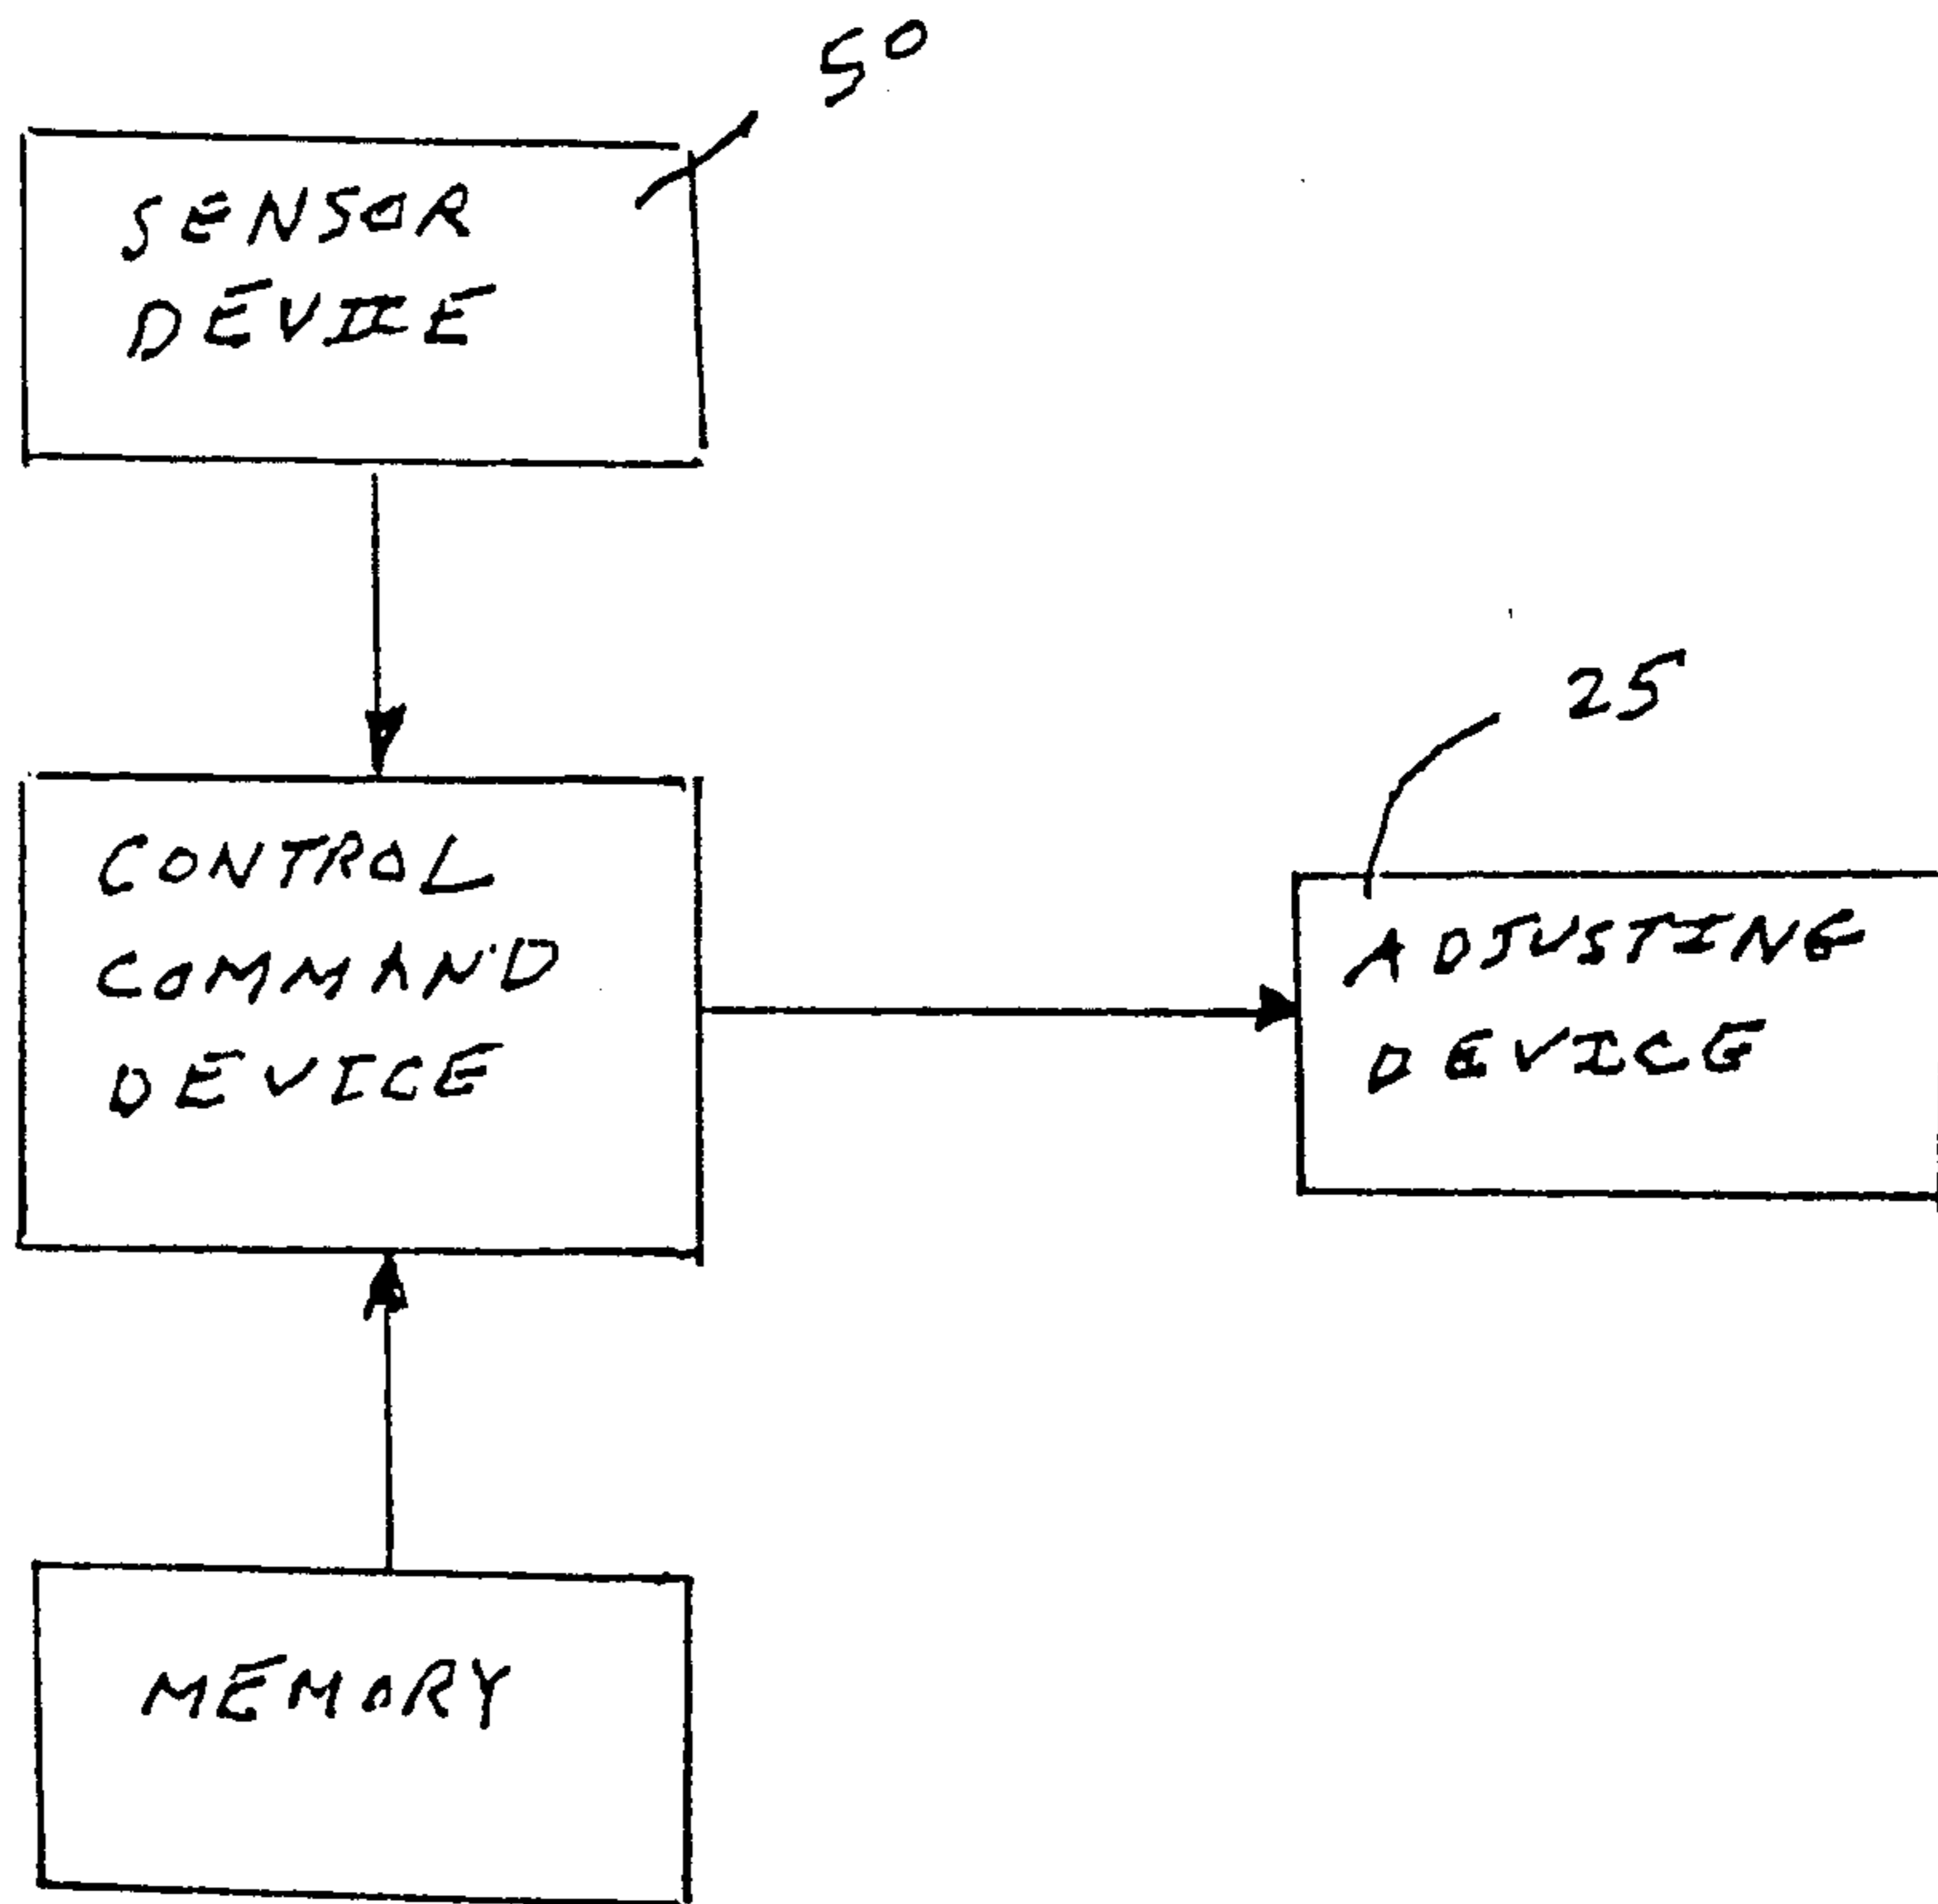 50
SENSOR
DEVICE
25
CONTROL
COMMAND
DEVICE
ADJUSTING
DEVICE
MEMORY